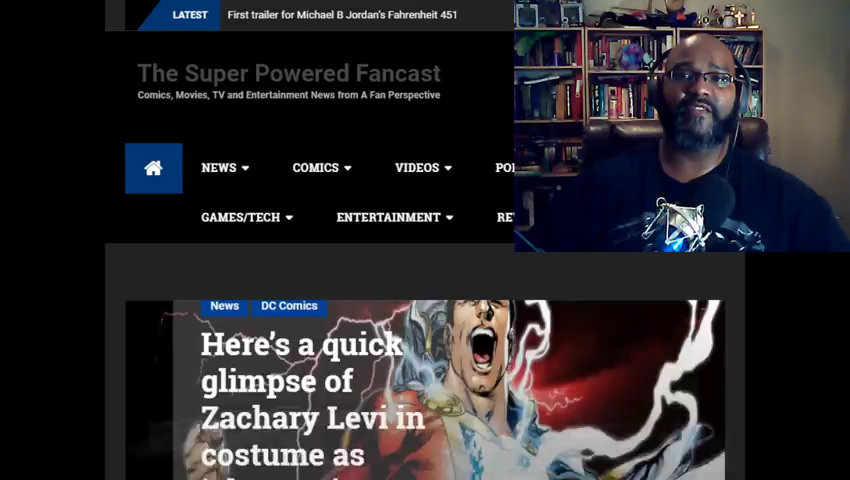 LATEST
First trailer for Michael B Jordan's Fahrenheit 451
The Super Powered Fancast
Comics, Movies, TV and Entertainment News from A Fan Perspective
NEWS
COMICS
VIDEOS
GAMES/TECH
ENTERTAINMENT
News
DC Comics
Here's a quick
glimpse of
Zachary Levi in
costume as